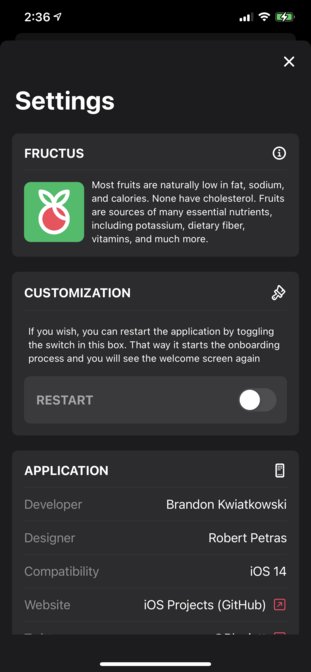 2:36
Settings
FRUCTUS
Most fruits are naturally low in fat, sodium,
and calories. None have cholesterol. Fruits
are sources of many essential nutrients,
including potassium, dietary fiber,
vitamins, and much more.
CUSTOMIZATION
If you wish, you can restart the application by toggling
the switch in this box. That way it starts the onboarding
process and you will see the welcome screen again
RESTART
APPLICATION
Developer Brandon Kwiatkowski
Designer Robert Petras
Compatibility iOS 14
Website iOS Projects (GitHub)